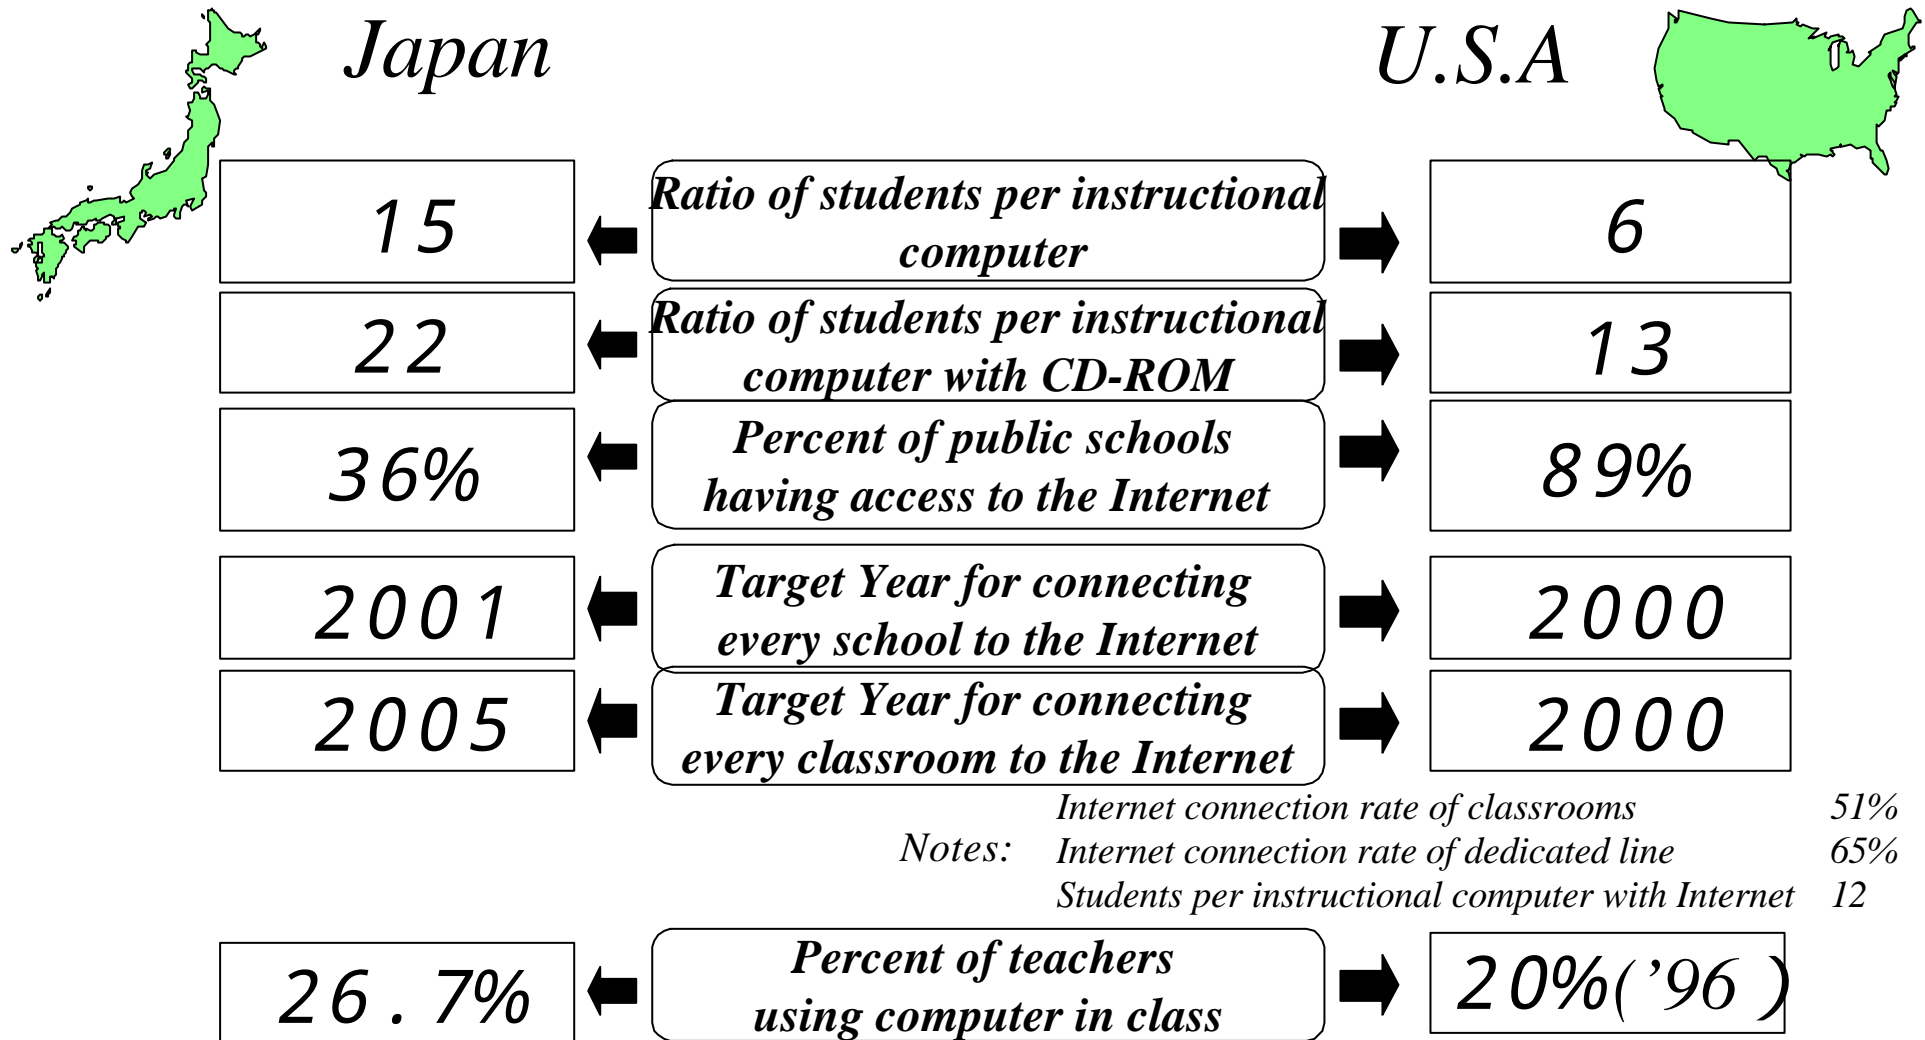 Japan
U.S.A
15
Ratio of students per instructional
computer
6
22
Ratio of students per instructional
computer with CD-ROM
13
36%
Percent of public schools
having access to the Internet
89%
2001
Target Year for connecting
every school to the Internet
2000
2005
Target Year for connecting
every classroom to the Internet
2000
Notes:
Internet connection rate of classrooms 51%
Internet connection rate of dedicated line 65%
Students per instructional computer with Internet 12
26.7%
Percent of teachers
using computer in class
20%(’96 )